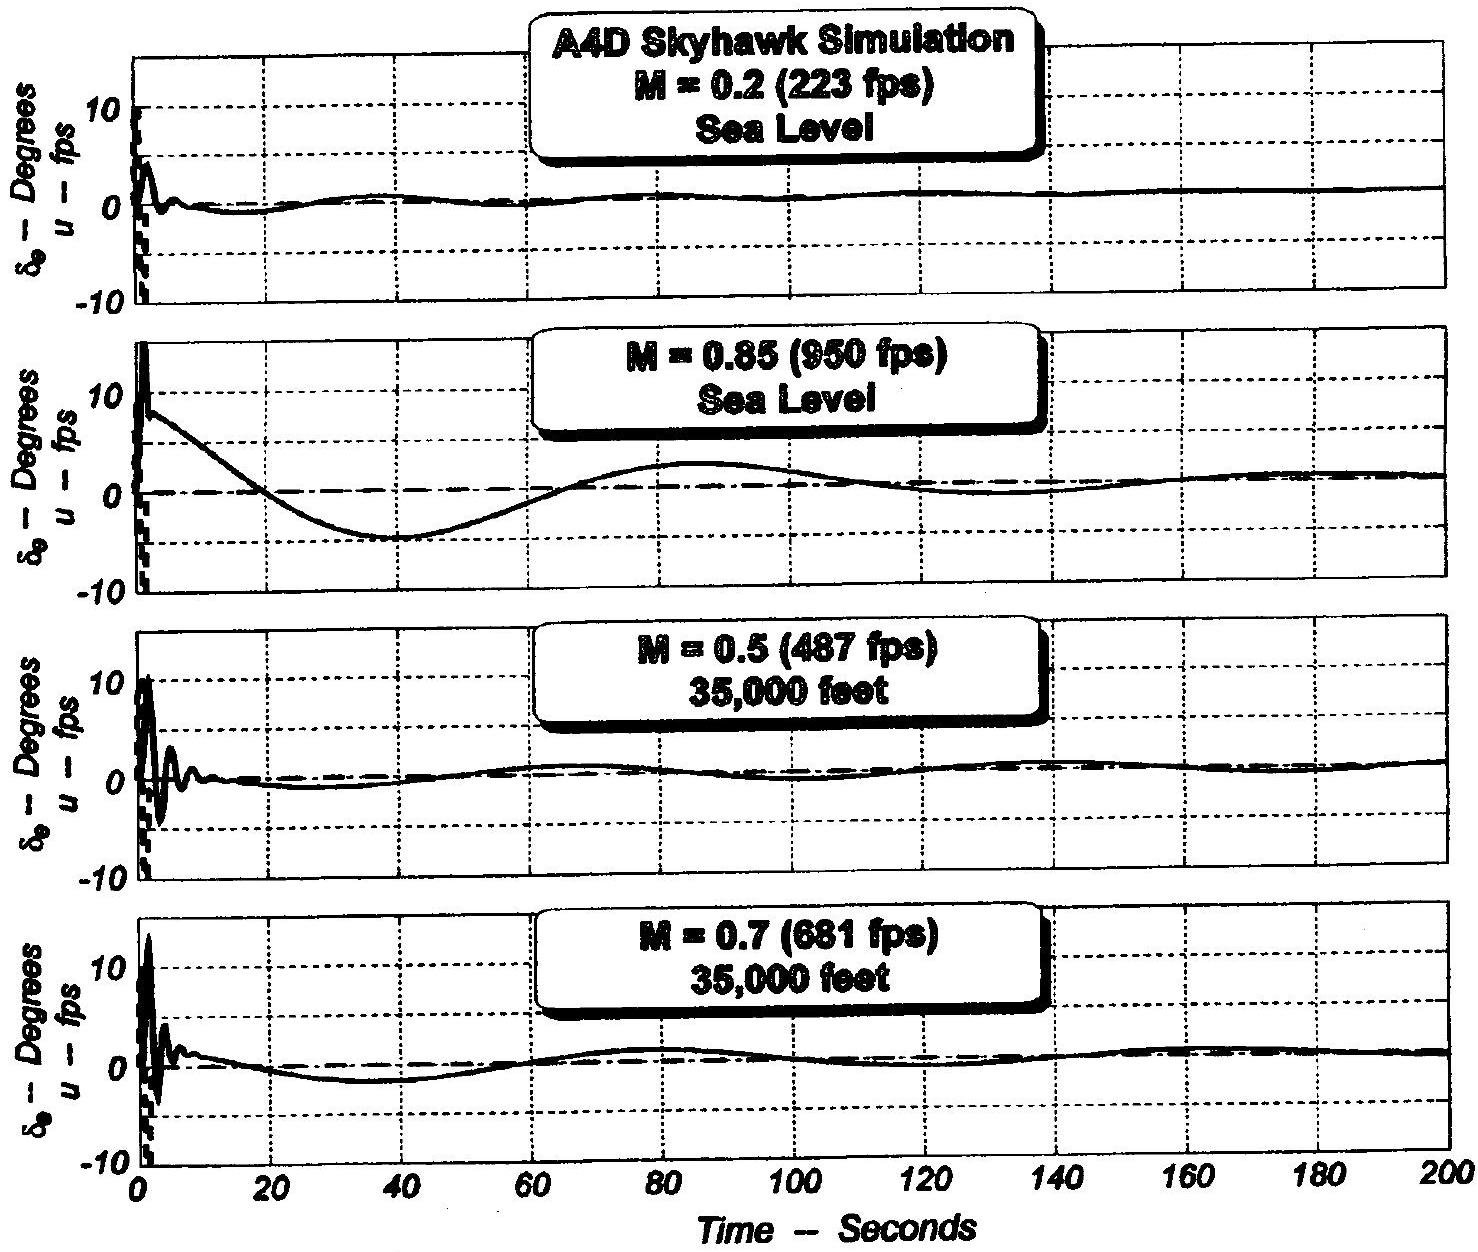 A4D Skyhawk Simulation
M = 0.2 (223 fps)
Sea Level
δe – Degrees
u – fps
10
0
-10
M = 0.85 (950 fps)
Sea Level
δe – Degrees
u – fps
10
0
-10
M = 0.5 (487 fps)
35,000 feet
δe – Degrees
u – fps
10
0
-10
M = 0.7 (681 fps)
35,000 feet
δe – Degrees
u – fps
10
0
-10
0 20 40 60 80 100 120 140 160 180 200
Time – Seconds